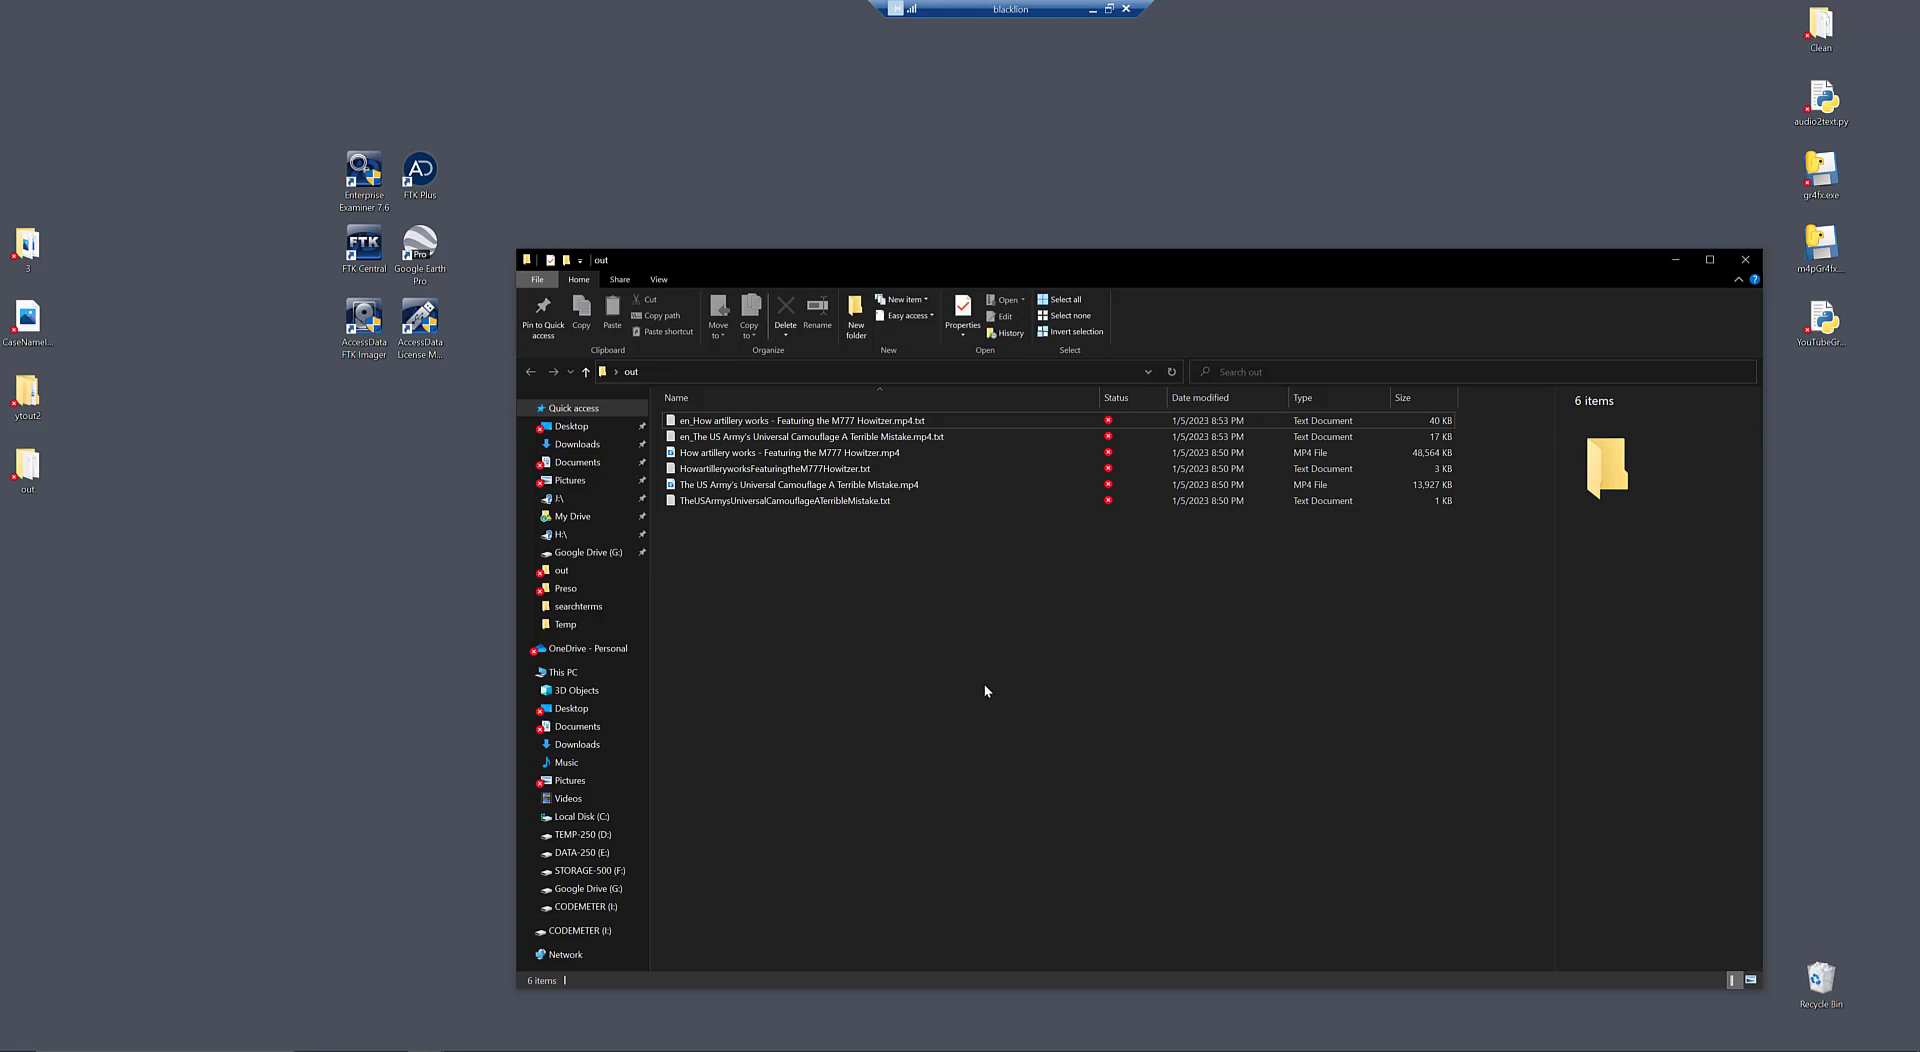 blacklion
Clean
audio2text.py
gr4fx.exe
m4pGr4fx....
YouTubeGr...
Recycle Bin
Enterprise
Examiner 7.6
FTK Plus
FTK
FTK Central
Pro
Google Earth
Pro
AccessData
FTK Imager
AccessData
License M...
3
CaseNameI...
ytout2
out
out
File
Home
Share
View
Pin to Quick
access
Copy
Paste
Cut
Copy path
Paste shortcut
Clipboard
Move
to
Copy
to
Delete
Rename
Organize
New
folder
New item
Easy access
New
Properties
Open
Edit
History
Open
Select all
Select none
Invert selection
Select
out
Search out
Quick access
Desktop
Downloads
Documents
Pictures
J:\
My Drive
H:\
Google Drive (G:)
out
Preso
searchterms
Temp
OneDrive - Personal
This PC
3D Objects
Desktop
Documents
Downloads
Music
Pictures
Videos
Local Disk (C:)
TEMP-250 (D:)
DATA-250 (E:)
STORAGE-500 (F:)
Google Drive (G:)
CODEMETER (I:)
CODEMETER (I:)
Network
Name Status Date modified Type Size
en_How artillery works - Featuring the M777 Howitzer.mp4.txt 1/5/2023 8:53 PM Text Document 40 KB
en_The US Army's Universal Camouflage A Terrible Mistake.mp4.txt 1/5/2023 8:53 PM Text Document 17 KB
How artillery works - Featuring the M777 Howitzer.mp4 1/5/2023 8:50 PM MP4 File 48,564 KB
HowartilleryworksFeaturingtheM777Howitzer.txt 1/5/2023 8:50 PM Text Document 3 KB
The US Army's Universal Camouflage A Terrible Mistake.mp4 1/5/2023 8:50 PM MP4 File 13,927 KB
TheUSArmysUniversalCamouflageATerribleMistake.txt 1/5/2023 8:50 PM Text Document 1 KB
6 items
6 items